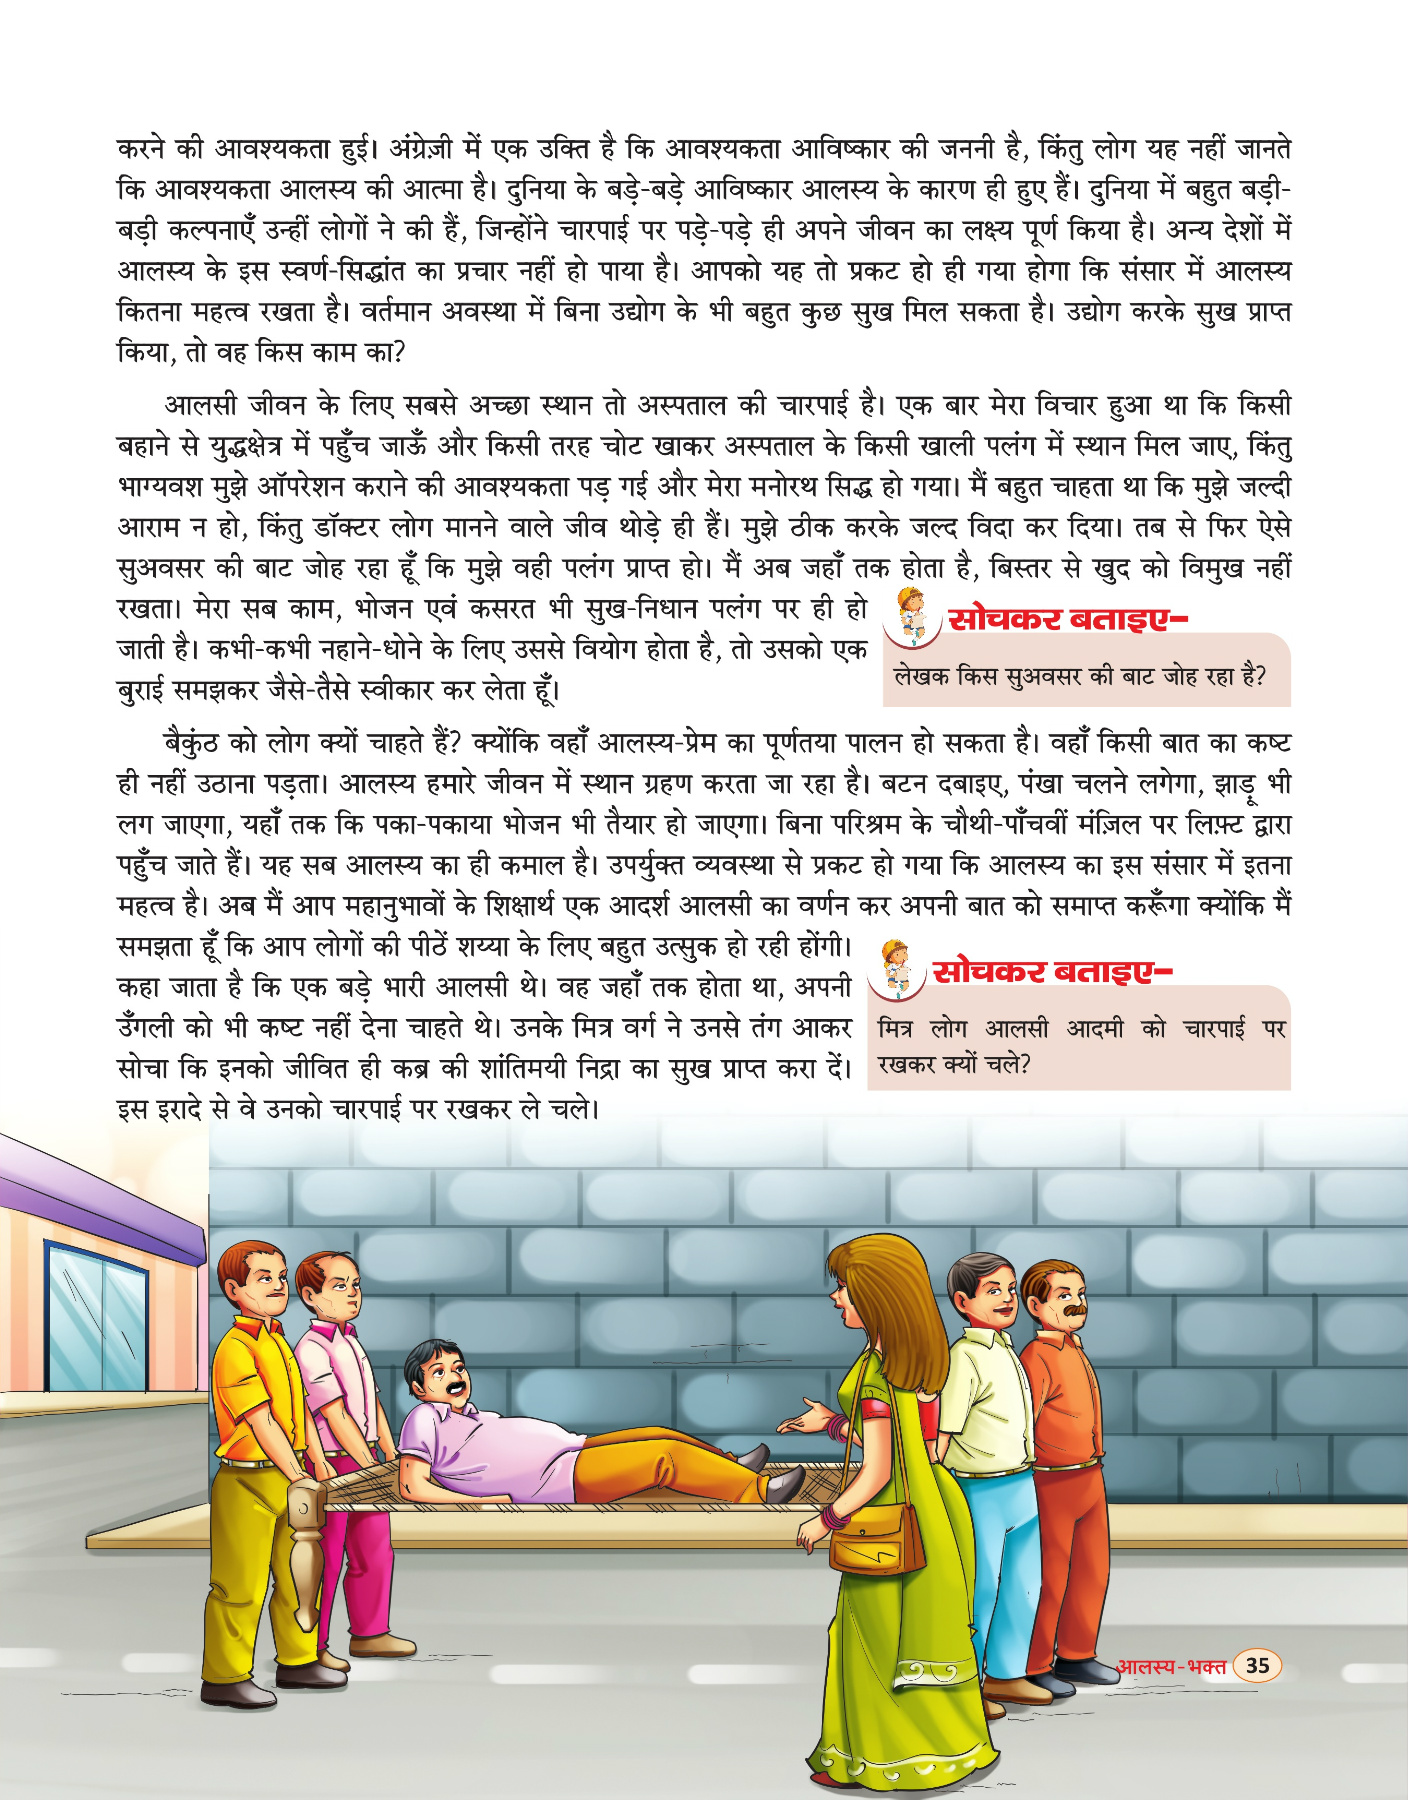 करने की आवश्यकता हुई। अंग्रेज़ी में एक उक्ति है कि आवश्यकता आविष्कार की जननी है, किंतु लोग यह नहीं जानते
कि आवश्यकता आलस्य की आत्मा है। दुनिया के बड़े-बड़े आविष्कार आलस्य के कारण ही हुए हैं। दुनिया में बहुत बड़ी-
बड़ी कल्पनाएँ उन्हीं लोगों ने की हैं, जिन्होंने चारपाई पर पड़े-पड़े ही अपने जीवन का लक्ष्य पूर्ण किया है। अन्य देशों में
आलस्य के इस स्वर्ण-सिद्धांत का प्रचार नहीं हो पाया है। आपको यह तो प्रकट हो ही गया होगा कि संसार में आलस्य
कितना महत्व रखता है। वर्तमान अवस्था में बिना उद्योग के भी बहुत कुछ सुख मिल सकता है। उद्योग करके सुख प्राप्त
किया, तो वह किस काम का?
आलसी जीवन के लिए सबसे अच्छा स्थान तो अस्पताल की चारपाई है। एक बार मेरा विचार हुआ था कि किसी
बहाने से युद्धक्षेत्र में पहुँच जाऊँ और किसी तरह चोट खाकर अस्पताल के किसी खाली पलंग में स्थान मिल जाए, किंतु
भाग्यवश मुझे ऑपरेशन कराने की आवश्यकता पड़ गई और मेरा मनोरथ सिद्ध हो गया। मैं बहुत चाहता था कि मुझे जल्दी
आराम न हो, किंतु डॉक्टर लोग मानने वाले जीव थोड़े ही हैं। मुझे ठीक करके जल्द विदा कर दिया। तब से फिर ऐसे
सुअवसर की बाट जोह रहा हूँ कि मुझे वही पलंग प्राप्त हो। मैं अब जहाँ तक होता है, बिस्तर से खुद को विमुख नहीं
रखता। मेरा सब काम, भोजन एवं कसरत भी सुख-निधान पलंग पर ही हो
जाती है। कभी-कभी नहाने-धोने के लिए उससे वियोग होता है, तो उसको एक
बुराई समझकर जैसे-तैसे स्वीकार कर लेता हूँ।
सोचकर बताइए–
लेखक किस सुअवसर की बाट जोह रहा है?
बैकुंठ को लोग क्यों चाहते हैं? क्योंकि वहाँ आलस्य-प्रेम का पूर्णतया पालन हो सकता है। वहाँ किसी बात का कष्ट
ही नहीं उठाना पड़ता। आलस्य हमारे जीवन में स्थान ग्रहण करता जा रहा है। बटन दबाइए, पंखा चलने लगेगा, झाड़ू भी
लग जाएगा, यहाँ तक कि पका-पकाया भोजन भी तैयार हो जाएगा। बिना परिश्रम के चौथी-पाँचवीं मंज़िल पर लिफ़्ट द्वारा
पहुँच जाते हैं। यह सब आलस्य का ही कमाल है। उपर्युक्त व्यवस्था से प्रकट हो गया कि आलस्य का इस संसार में इतना
महत्व है। अब मैं आप महानुभावों के शिक्षार्थ एक आदर्श आलसी का वर्णन कर अपनी बात को समाप्त करूँगा क्योंकि मैं
समझता हूँ कि आप लोगों की पीठें शय्या के लिए बहुत उत्सुक हो रही होंगी।
कहा जाता है कि एक बड़े भारी आलसी थे। वह जहाँ तक होता था, अपनी
उँगली को भी कष्ट नहीं देना चाहते थे। उनके मित्र वर्ग ने उनसे तंग आकर
सोचा कि इनको जीवित ही कब्र की शांतिमयी निद्रा का सुख प्राप्त करा दें।
इस इरादे से वे उनको चारपाई पर रखकर ले चले।
सोचकर बताइए–
मित्र लोग आलसी आदमी को चारपाई पर
रखकर क्यों चले?
आलस्य-भक्त 35